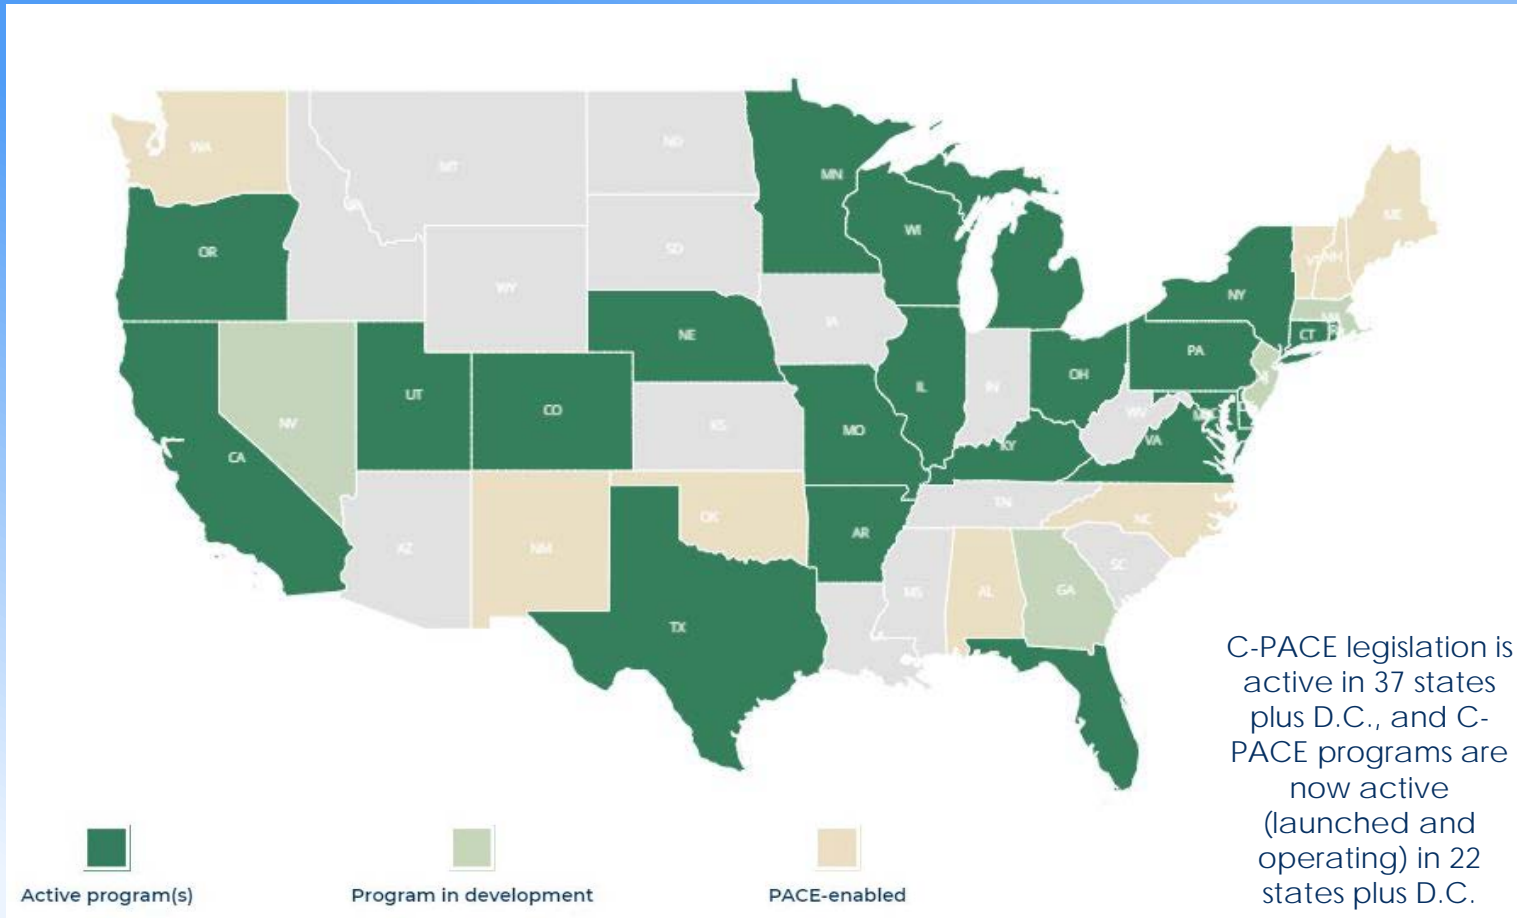 WA
MT
ND
MN
ME
OR
SD
WI
VT
NH
WY
NY
IA
NE
CT
PA
NV
UT
CO
IL
IN
OH
KS
MO
WV
VA
KY
CA
TN
NC
AZ
NM
OK
AR
SC
MS
AL
GA
TX
C-PACE legislation is
active in 37 states
plus D.C., and C-
PACE programs are
now active
(launched and
operating) in 22
states plus D.C.
Active program(s)
Program in development
PACE-enabled